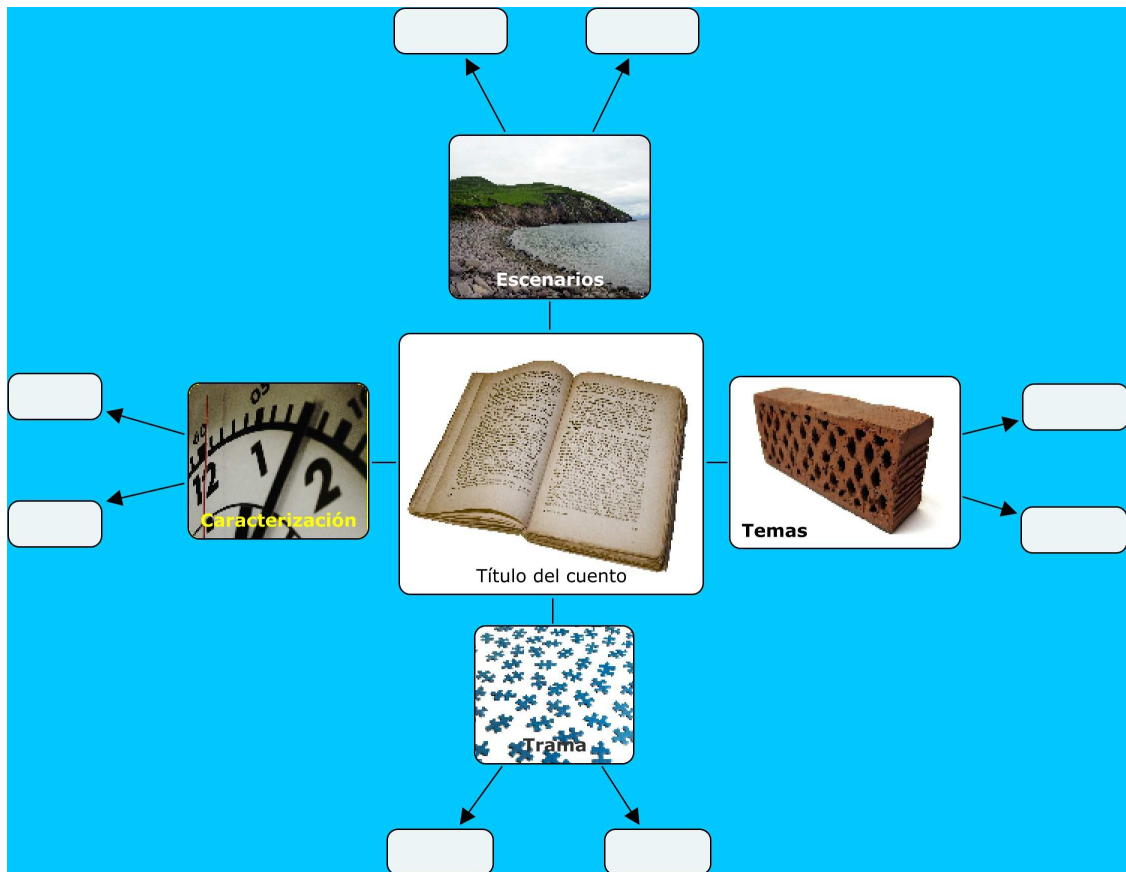 Escenarios
Caracterización
Título del cuento
Temas
Trama